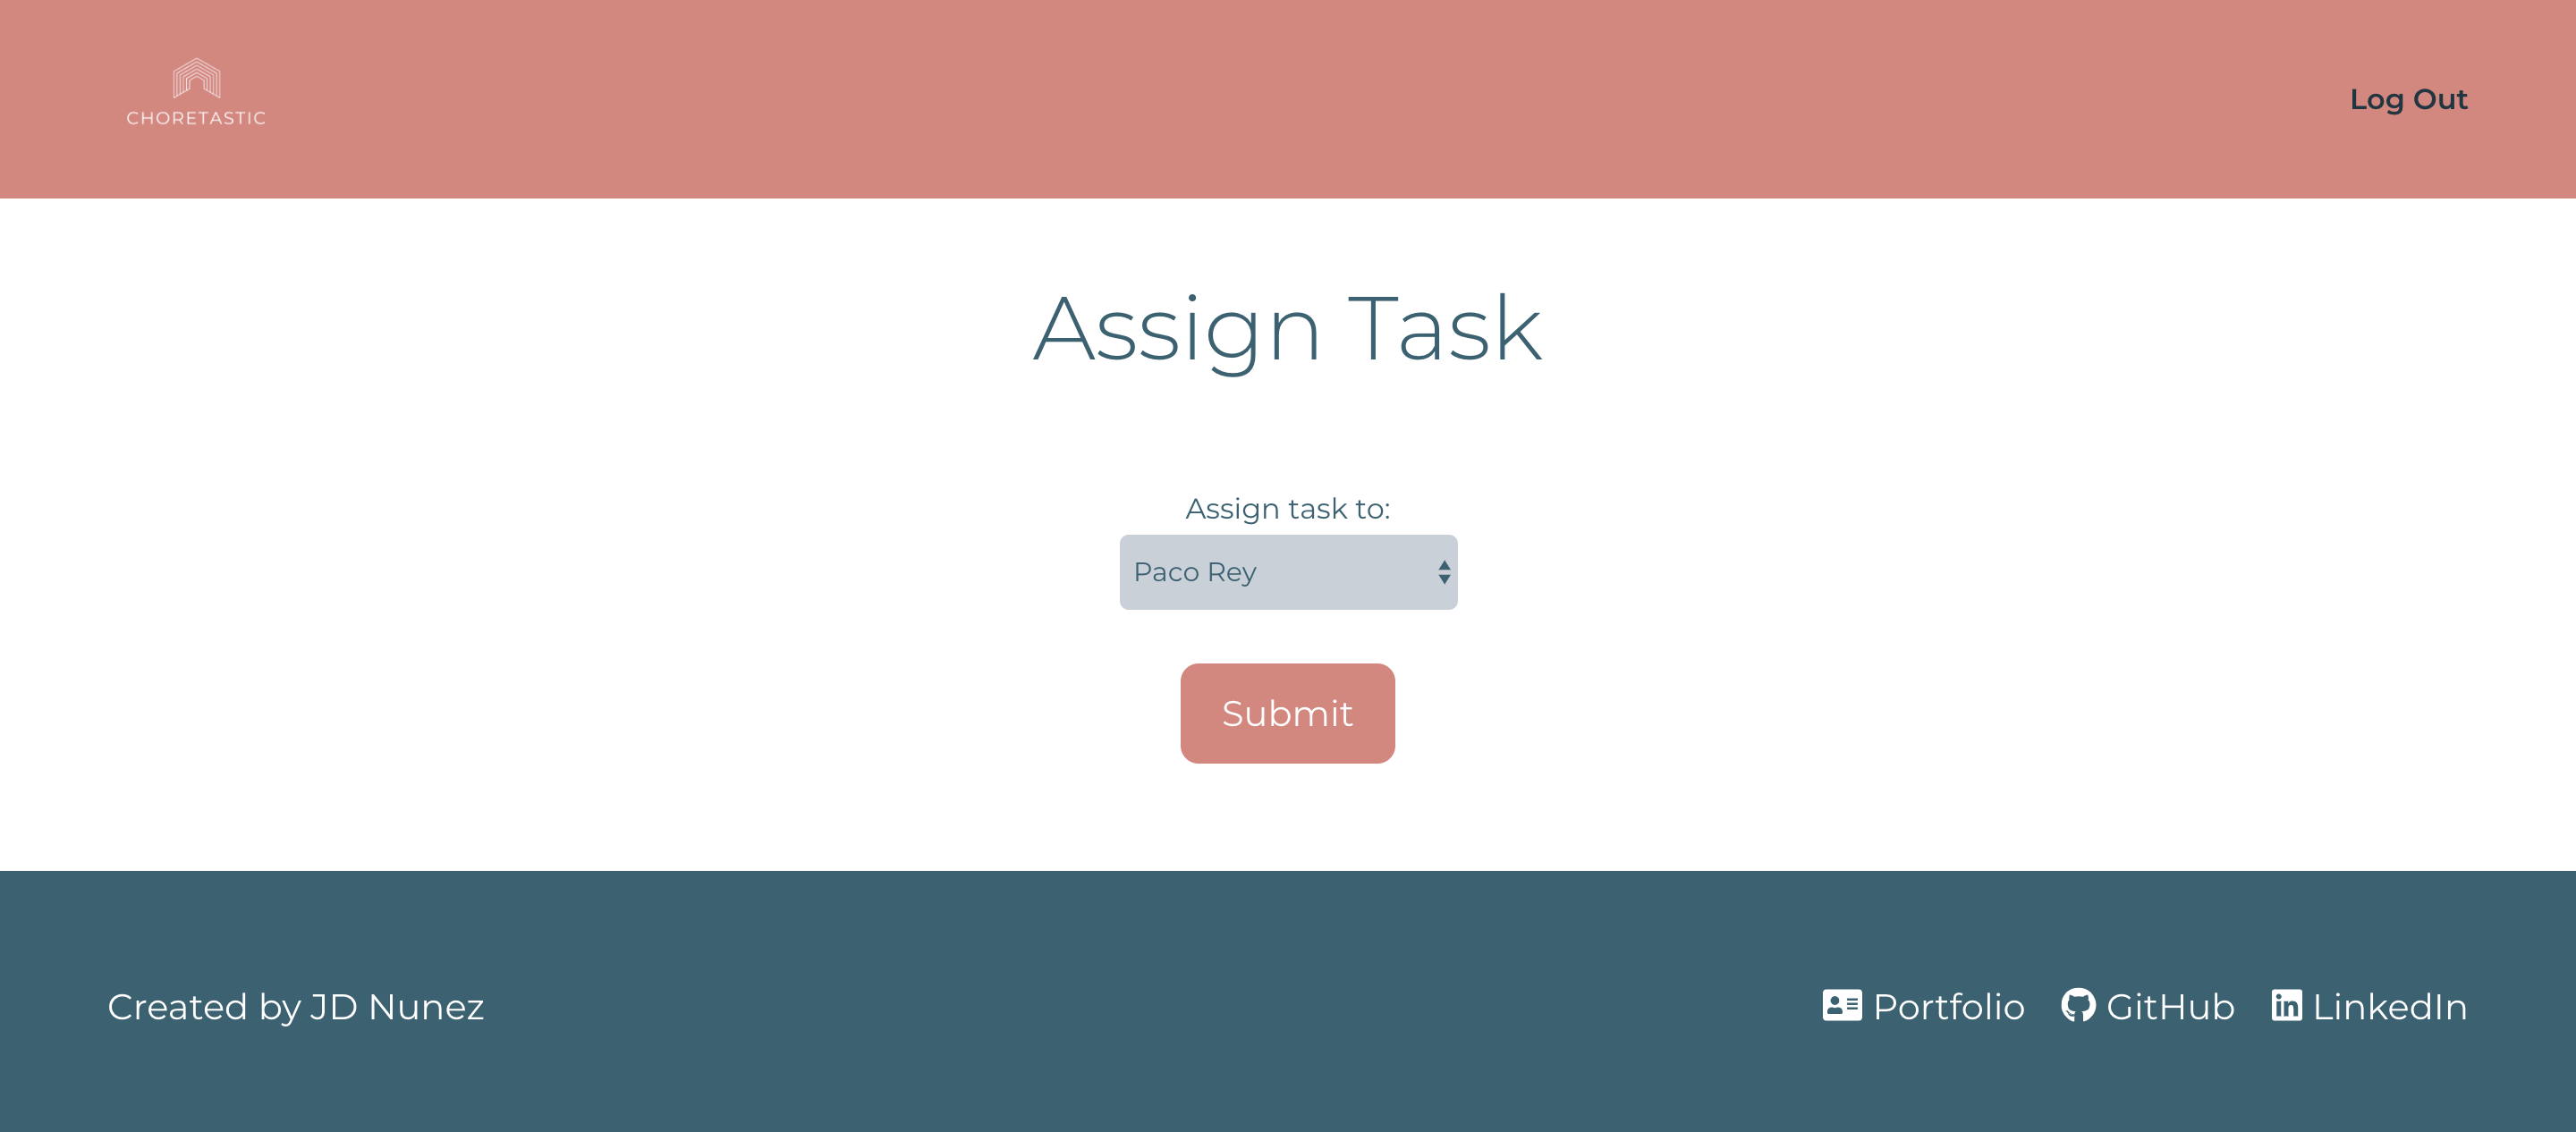 CHORETASTIC
Log Out
Assign Task
Assign task to:
Paco Rey
Submit
Created by JD Nunez
Portfolio
GitHub
LinkedIn